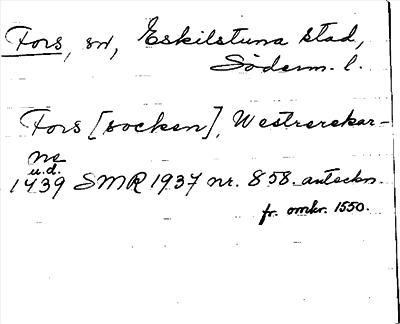 Fors, sn, Eskilstuna stad,
Söderm. l.
Fors [socken], Westrerekar-
ne
u.d.
1439 SMR 1937 nr. 858. anteckn.
fr. omkr. 1550.